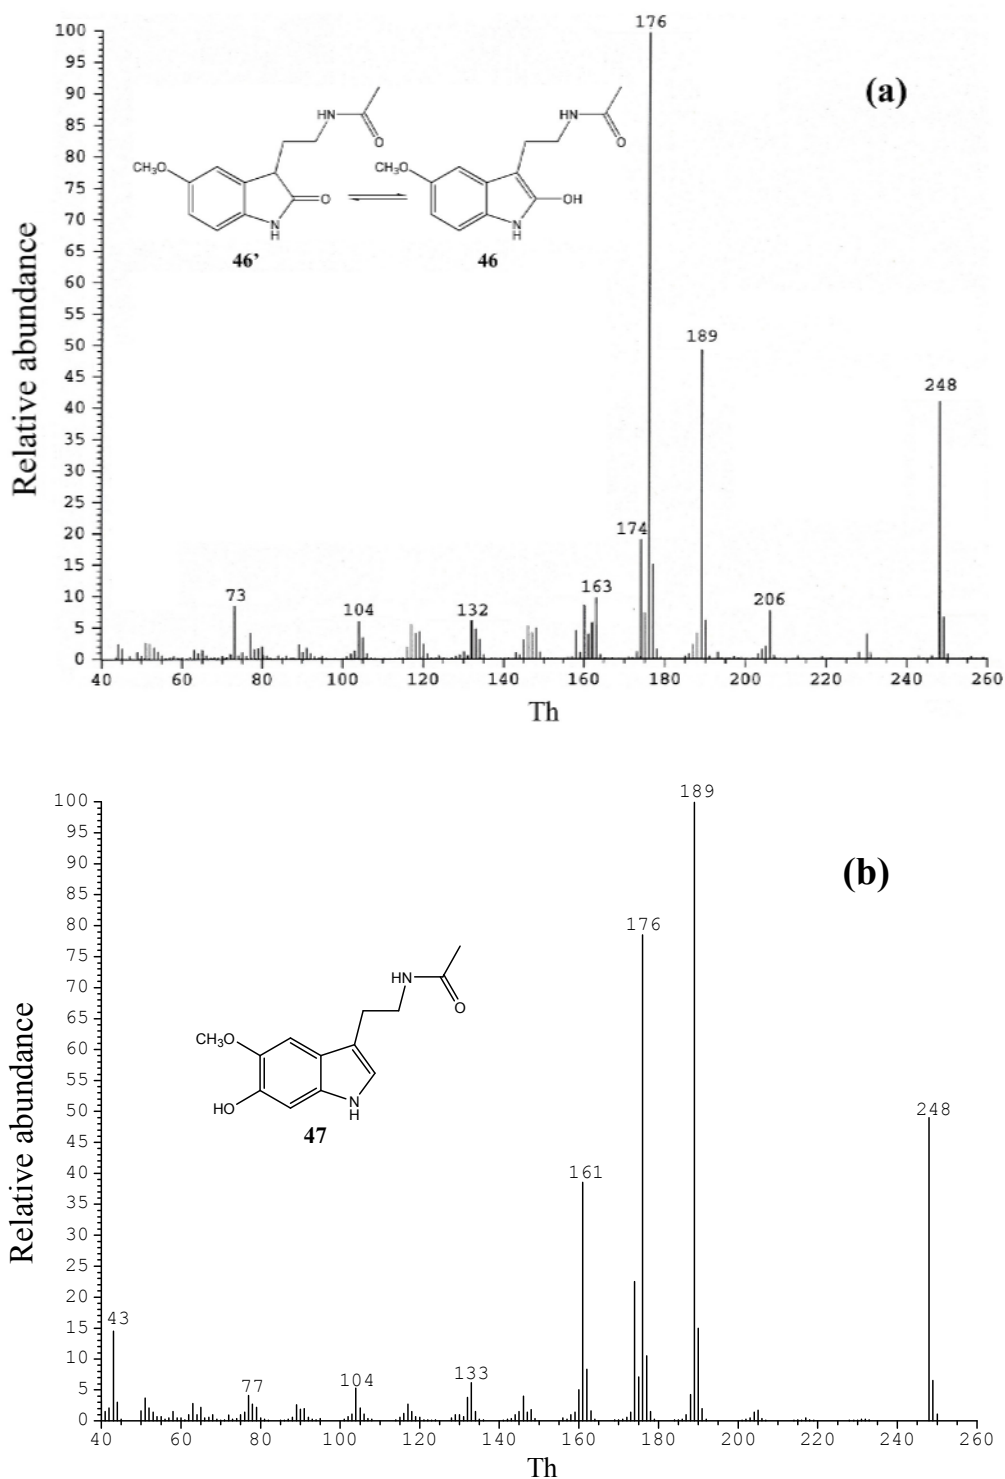 176
100
(a)
95
90
HN
O
HN
O
85
80
CH₃O
N
H
O
CH₃O
N
H
OH
75
70
65
46’
46
60
55
50
189
45
248
40
35
30
25
20
174
15
10
73
104
132
163
206
5
0
40 60 80 100 120 140 160 180 200 220 240 260
Relative abundance
Th
100
189
95
90
(b)
85
80
176
75
70
HN
O
65
CH₃O
60
55
HO
N
H
50
47
248
45
40
161
35
30
25
20
15
43
10
5
77
104
133
0
40 60 80 100 120 140 160 180 200 220 240 260
Relative abundance
Th